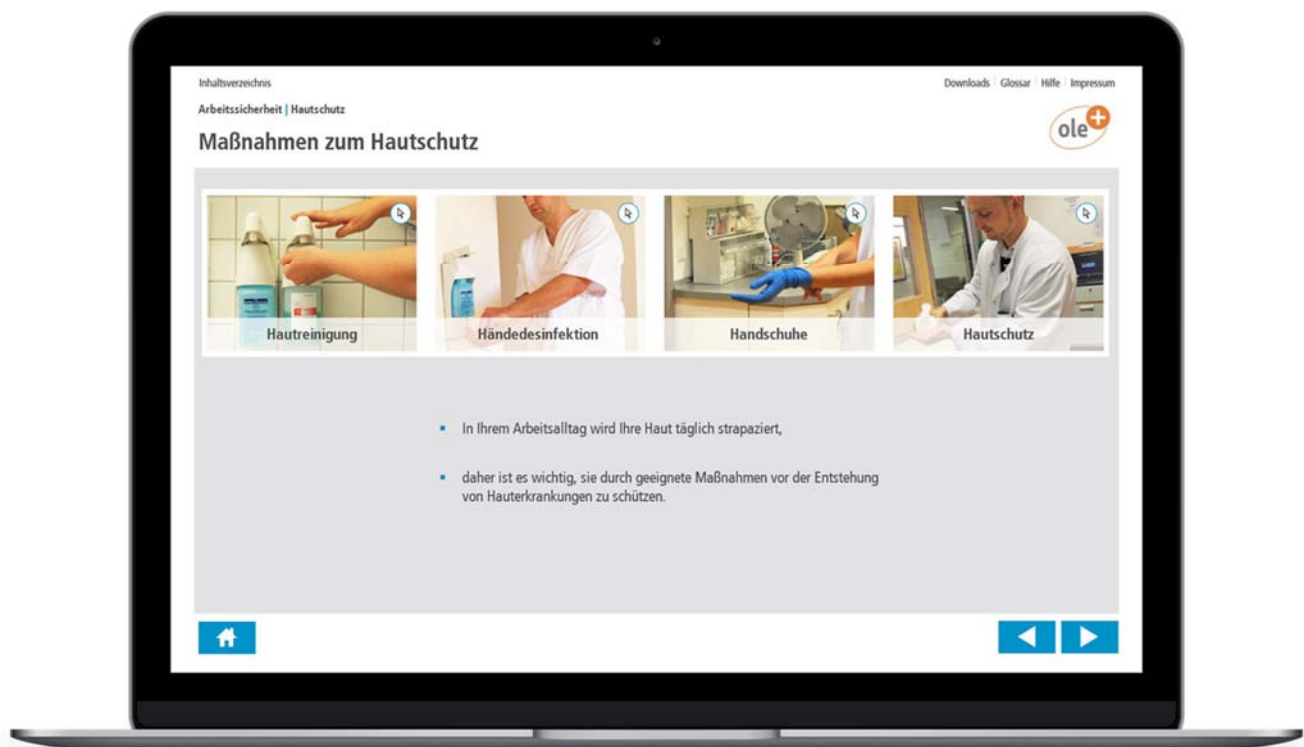 Inhaltsverzeichnis
Downloads Glossar Hilfe Impressum
Arbeitssicherheit | Hautschutz
ole+
Maßnahmen zum Hautschutz
Hautreinigung
Händedesinfektion
Handschuhe
Hautschutz
▪ In Ihrem Arbeitsalltag wird Ihre Haut täglich strapaziert,
▪ daher ist es wichtig, sie durch geeignete Maßnahmen vor der Entstehung
von Hauterkrankungen zu schützen.